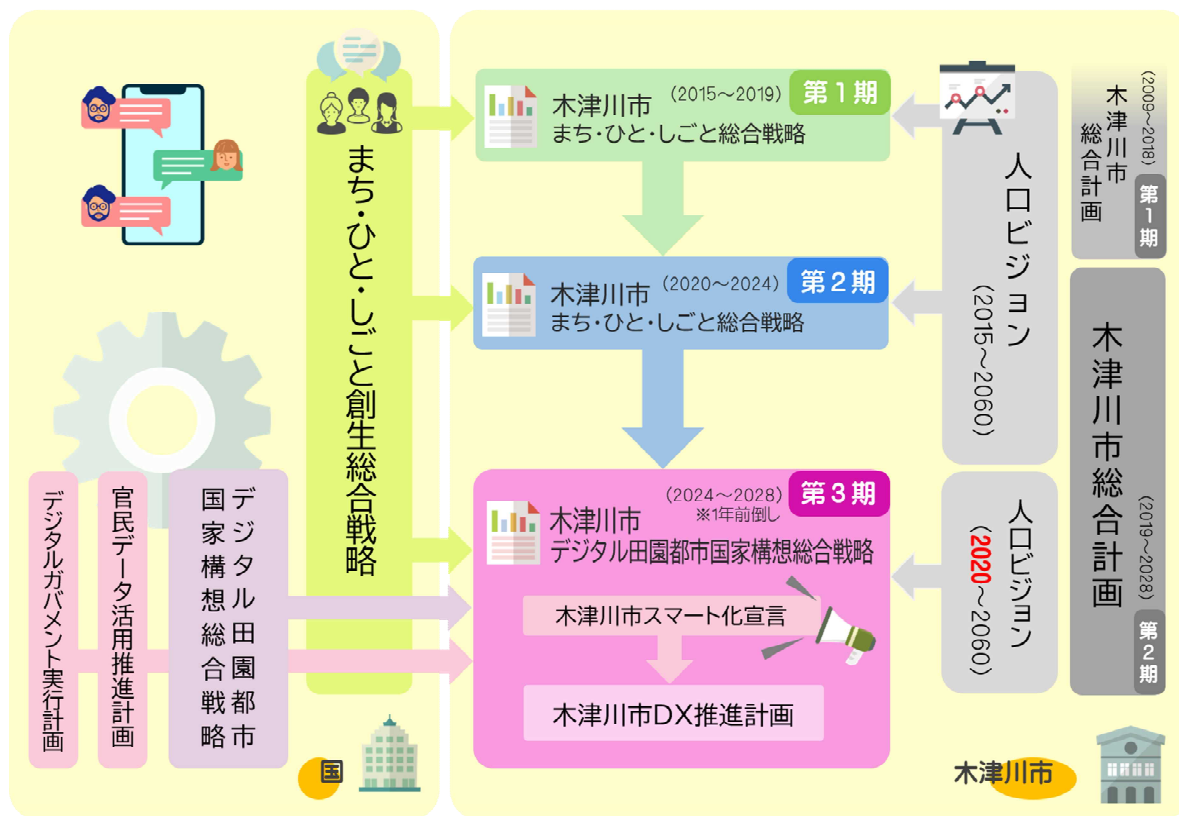 まち・ひと・しごと創生総合戦略
デジタルガバメント実行計画
官民データ活用推進計画
デジタル田園都市
国家構想総合戦略
国
木津川市
(2015～2019)
第1期
まち・ひと・しごと総合戦略
木津川市
(2020～2024)
第2期
まち・ひと・しごと総合戦略
(2024～2028)
※1年前倒し
第3期
木津川市
デジタル田園都市国家構想総合戦略
木津川市スマート化宣言
木津川市DX推進計画
人口ビジョン
(2015～2060)
人口ビジョン
(2020～2060)
(2009～2018)
木津川市
総合計画
第1期
木津川市総合計画
(2019～2028)
第2期
木津川市